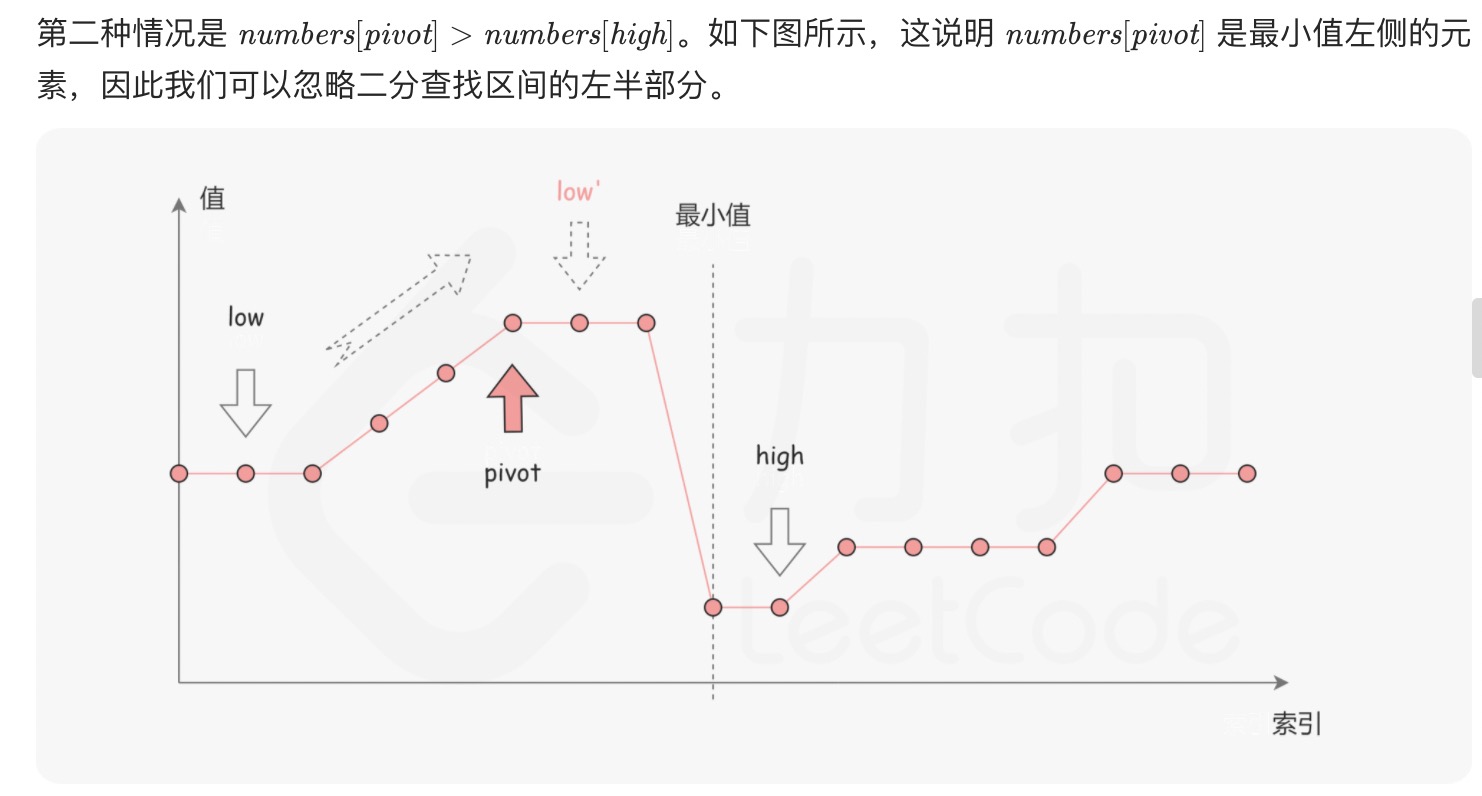 第二种情况是 numbers[pivot] > numbers[high]。如下图所示，这说明 numbers[pivot] 是最小值左侧的元
素，因此我们可以忽略二分查找区间的左半部分。
值
low'
最小值
low
pivot
high
力扣
LeetCode
索引